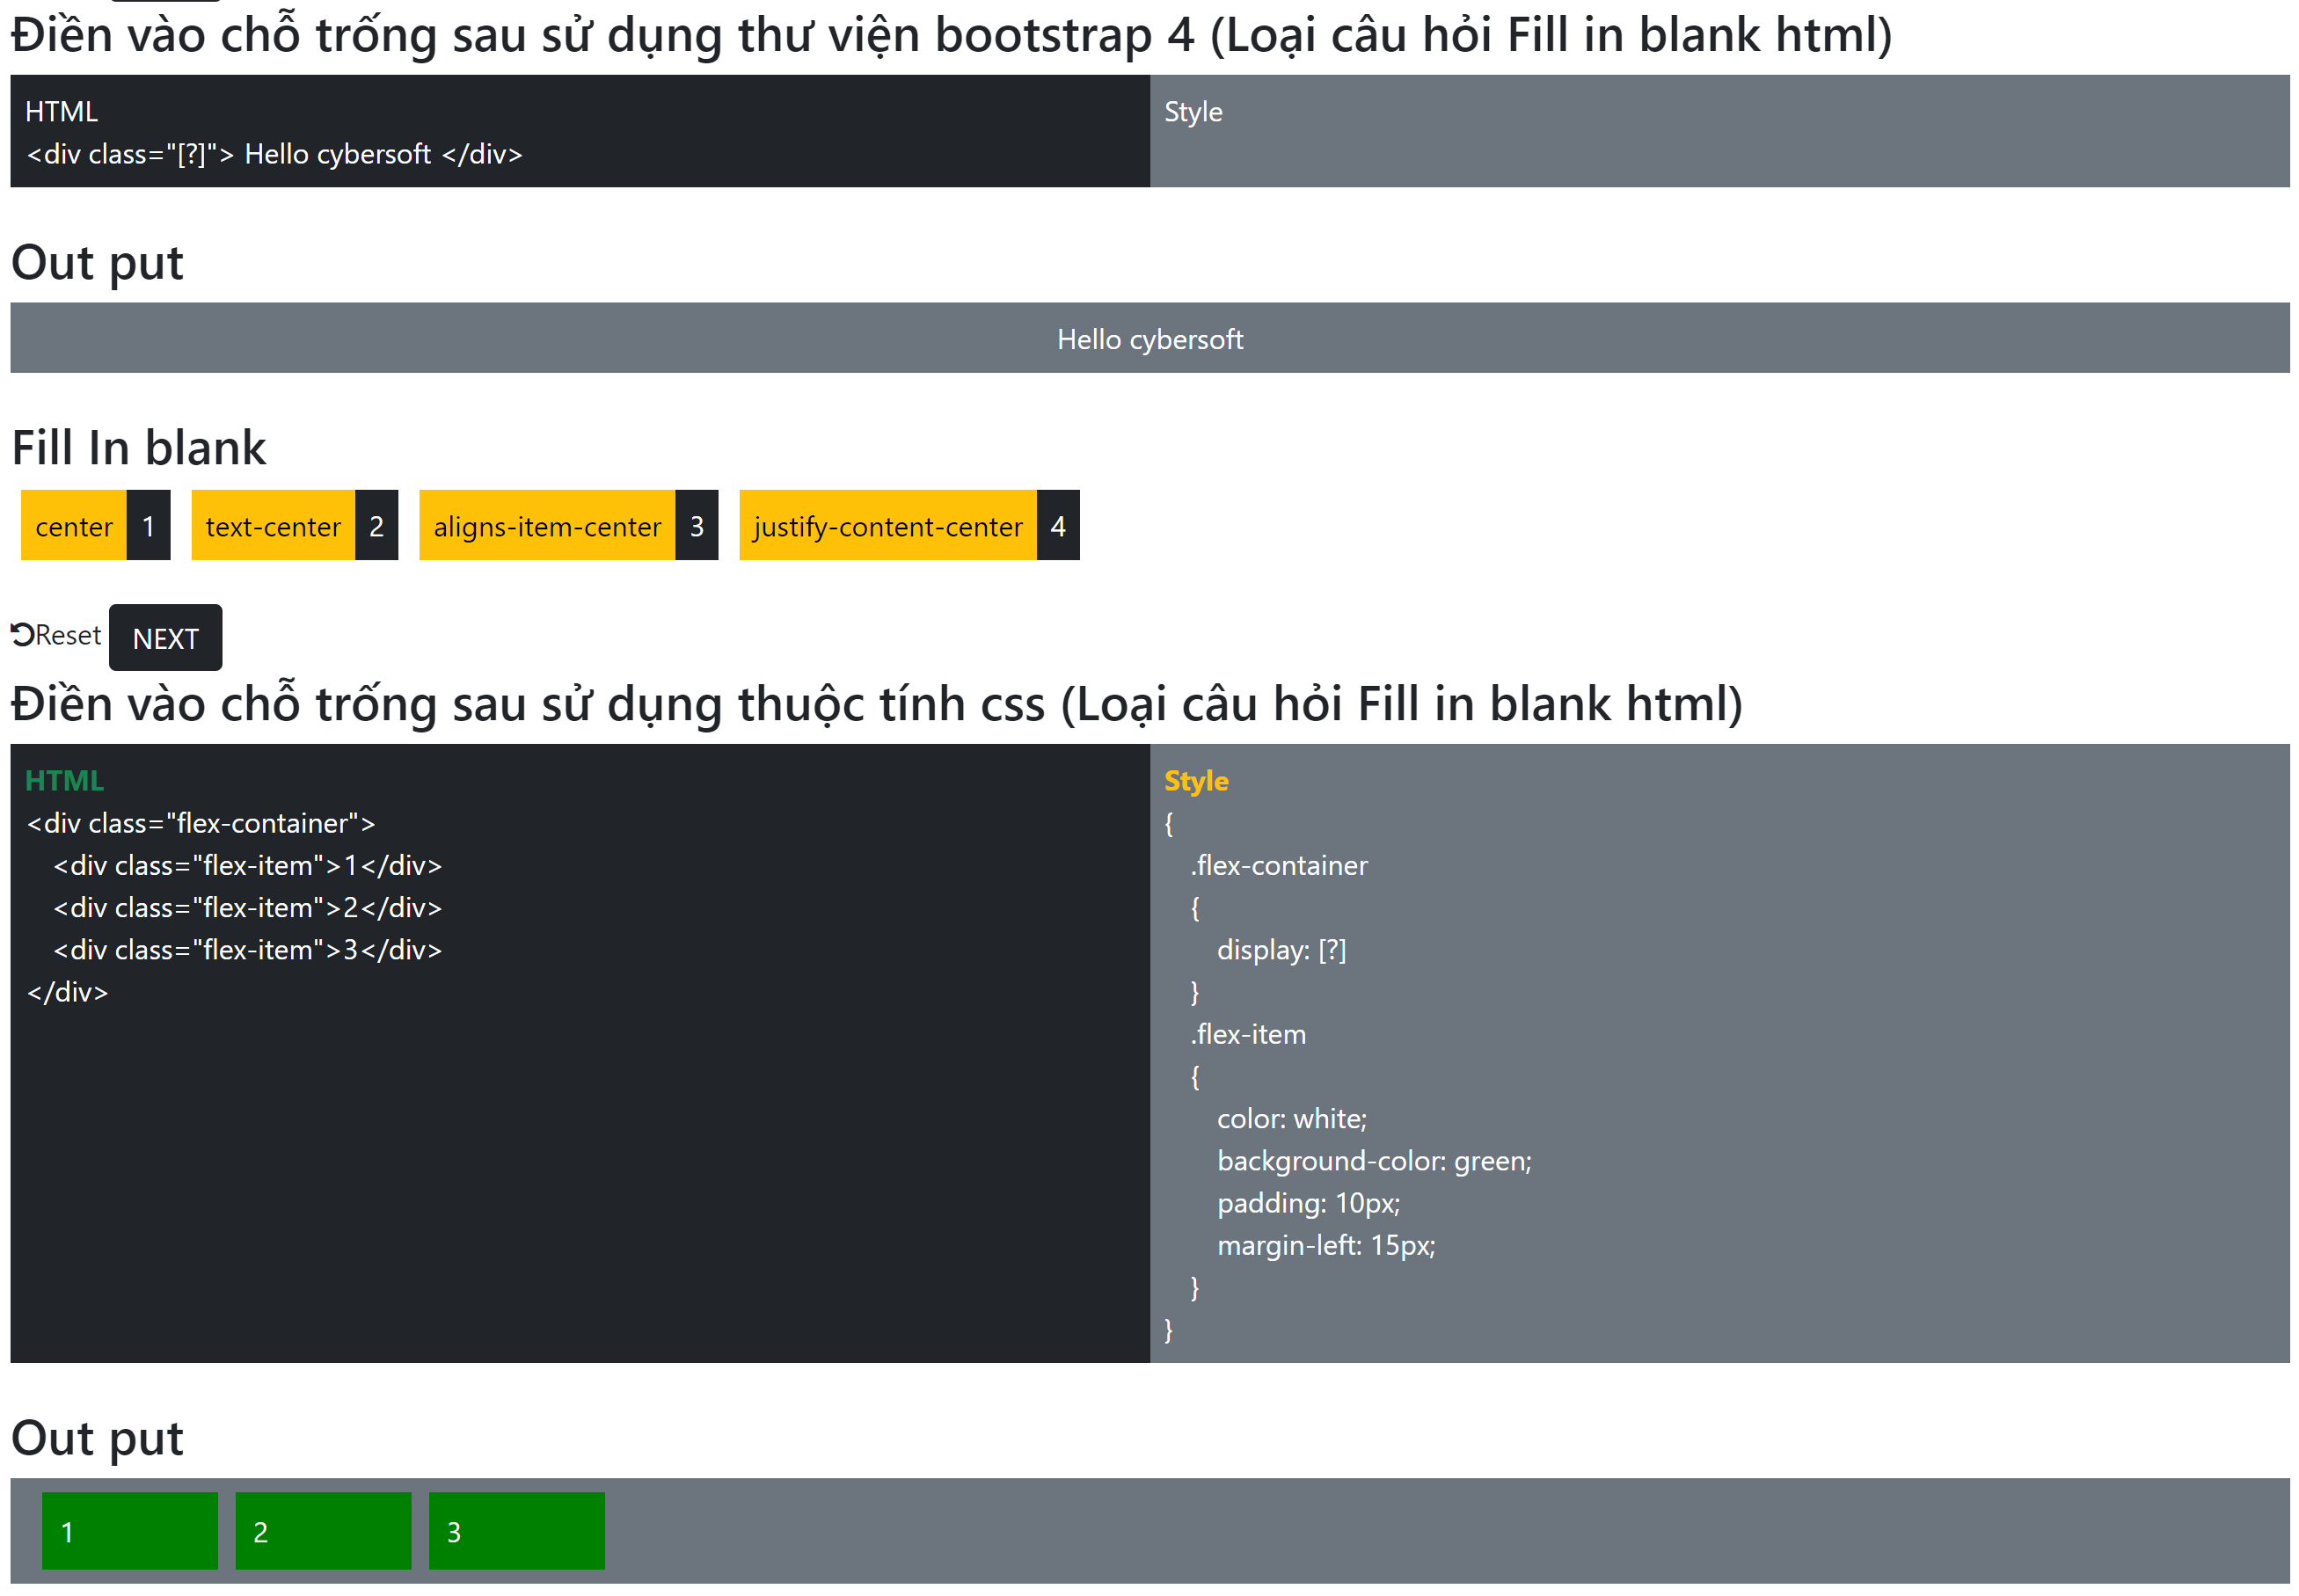 Điền vào chỗ trống sau sử dụng thư viện bootstrap 4 (Loại câu hỏi Fill in blank html)
HTML
<div class="[?]"> Hello cybersoft </div>
Style
Out put
Hello cybersoft
Fill In blank
center 1 text-center 2 aligns-item-center 3 justify-content-center 4
Reset NEXT
Điền vào chỗ trống sau sử dụng thuộc tính css (Loại câu hỏi Fill in blank html)
HTML
<div class="flex-container">
<div class="flex-item">1</div>
<div class="flex-item">2</div>
<div class="flex-item">3</div>
</div>
Style
{
.flex-container
{
display: [?]
}
.flex-item
{
color: white;
background-color: green;
padding: 10px;
margin-left: 15px;
}
}
Out put
1 2 3